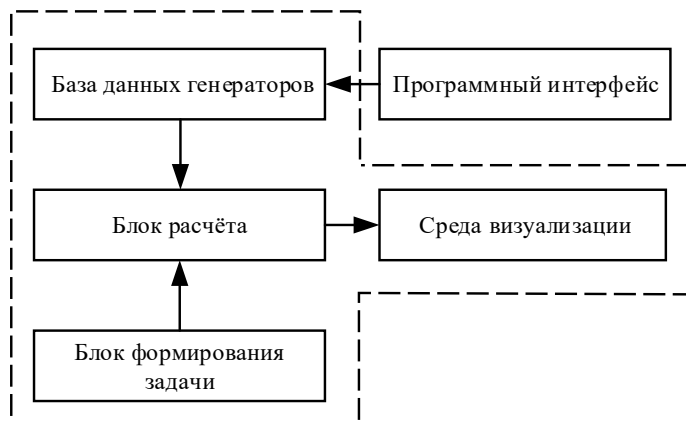 База данных генераторов
Программный интерфейс
Блок расчёта
Среда визуализации
Блок формирования
задачи